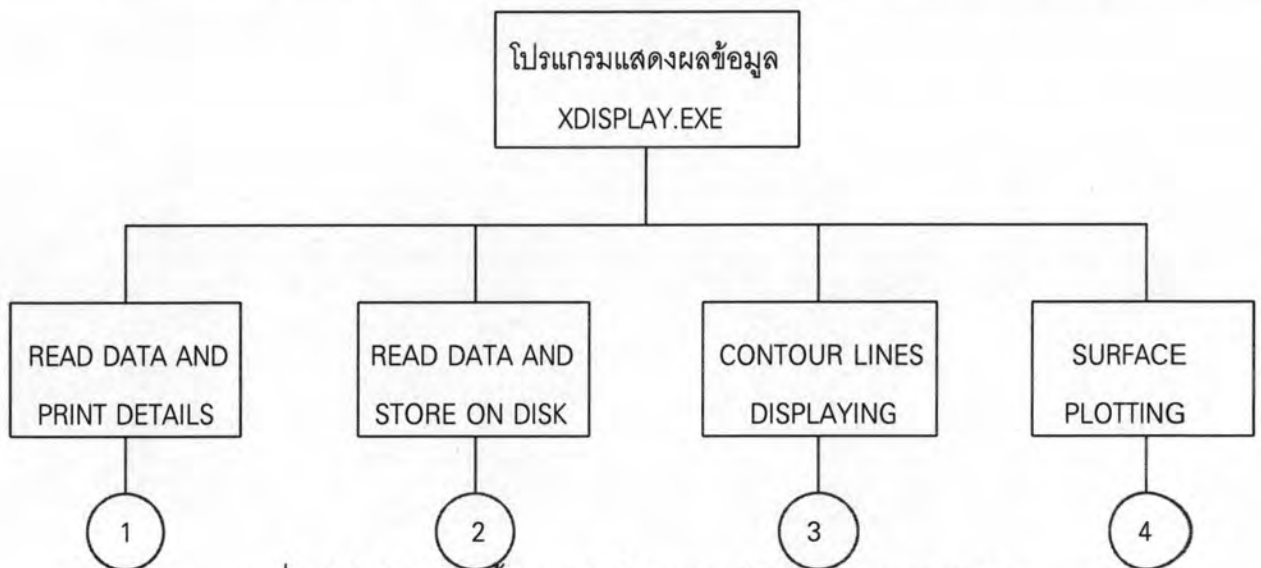 โปรแกรมแสดงผลข้อมูล
XDISPLAY.EXE
READ DATA AND
PRINT DETAILS
READ DATA AND
STORE ON DISK
CONTOUR LINES
DISPLAYING
SURFACE
PLOTTING
1
2
3
4